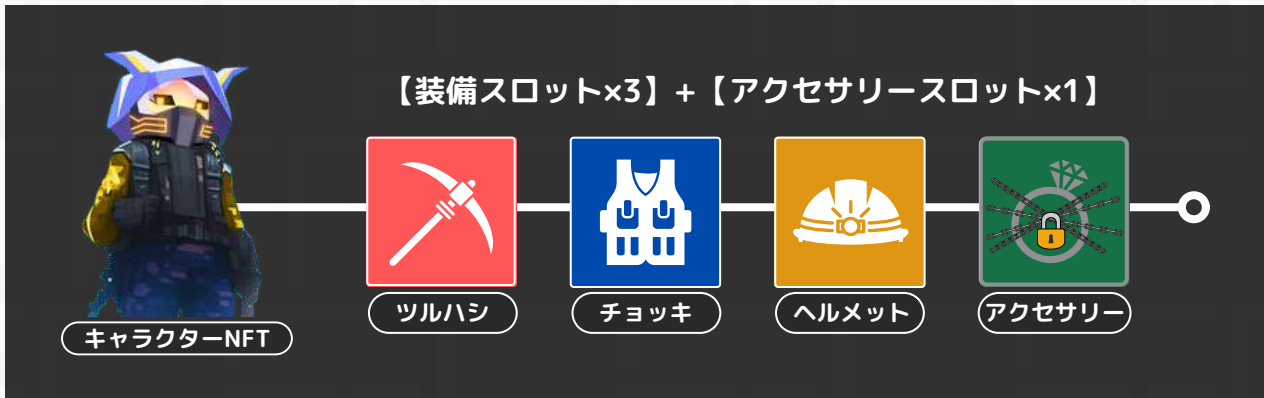 【装備スロット×3】+【アクセサリースロット×1】
ツルハシ
チョッキ
ヘルメット
アクセサリー
キャラクターNFT